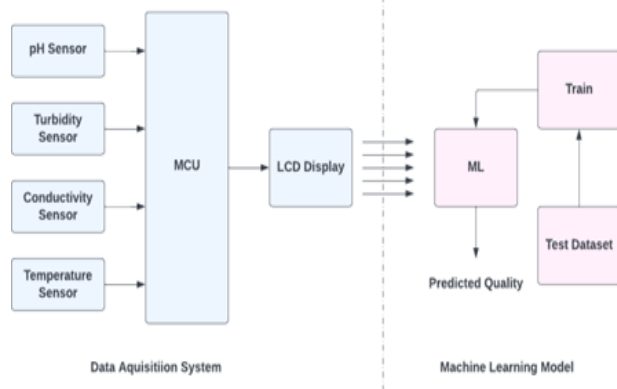 pH Sensor
Turbidity
Sensor
Conductivity
Sensor
Temperature
Sensor
MCU
LCD Display
ML
Train
Test Dataset
Predicted Quality
Data Aquisitiion System
Machine Learning Model